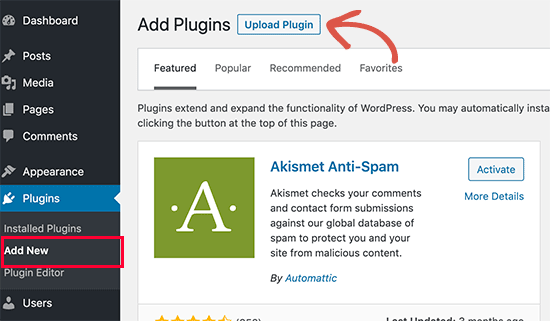 Dashboard
Posts
Media
Pages
Comments
Appearance
Plugins
Installed Plugins
Add New
Plugin Editor
Users
Add Plugins Upload Plugin
Featured Popular Recommended Favorites
Plugins extend and expand the functionality of WordPress. You may automatically insta
clicking the button at the top of this page.
A
Akismet Anti-Spam
Activate
More Details
Akismet checks your comments
and contact form submissions
against our global database of
spam to protect you and your
site from malicious content.
By Automattic
Last Updated: 3 months ago